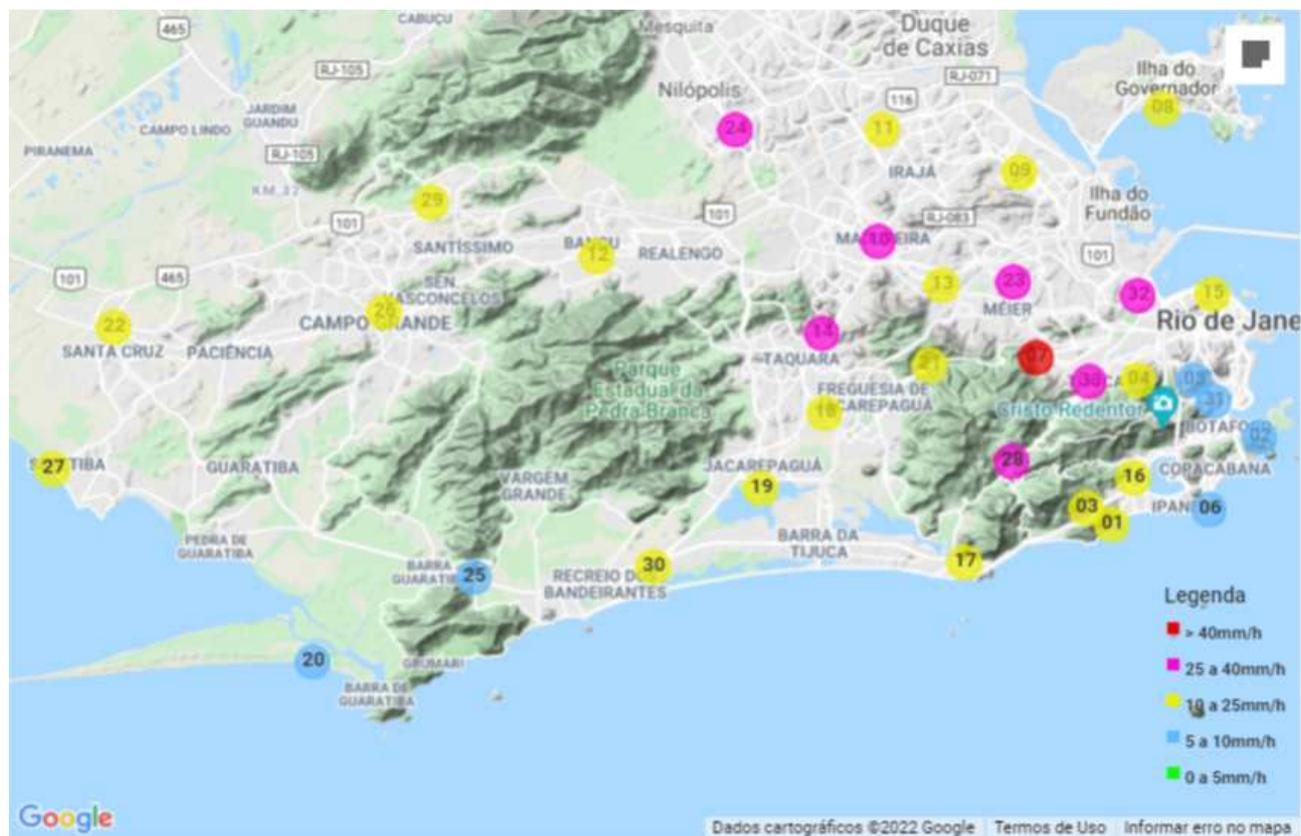 465
CABUÇU
Mesquita
Duque
de Caxias
RJ-105
RJ-071
Ilha do
Governador
Nilópolis
116
08
JARDIM
GUANDU
CAMPO LINDO
24
11
PIRANEMA
RJ-105
IRAJÁ
09
KM 32
29
Ilha do
Fundão
101
101
RJ-083
SANTÍSSIMO
BANGU
REALENGO
10
12
101
101
465
SEN
VASCONCELOS
13
23
32
15
26
CAMPO GRANDE
MÉIER
Rio de Jane
22
14
SANTA CRUZ
PACIÊNCIA
TAQUARA
07
21
Parque
Estadual da
Pedra Branca
04
FREGUESIA DE
JACAREPAGUÁ
18
Cristo Redentor
31
BOTAFOGO
02
27
GUARATIBA
JACAREPAGUÁ
28
COPACABANA
VARGEM
GRANDE
19
16
03
01
06
PEDRA DE
GUARATIBA
BARRA DA
TIJUCA
17
30
25
RECREIO DOS
BANDEIRANTES
Legenda
> 40mm/h
20
GRUMARI
25 a 40mm/h
BARRA DE
GUARATIBA
10 a 25mm/h
5 a 10mm/h
0 a 5mm/h
Google
Dados cartográficos ©2022 Google
Termos de Uso
Informar erro no mapa